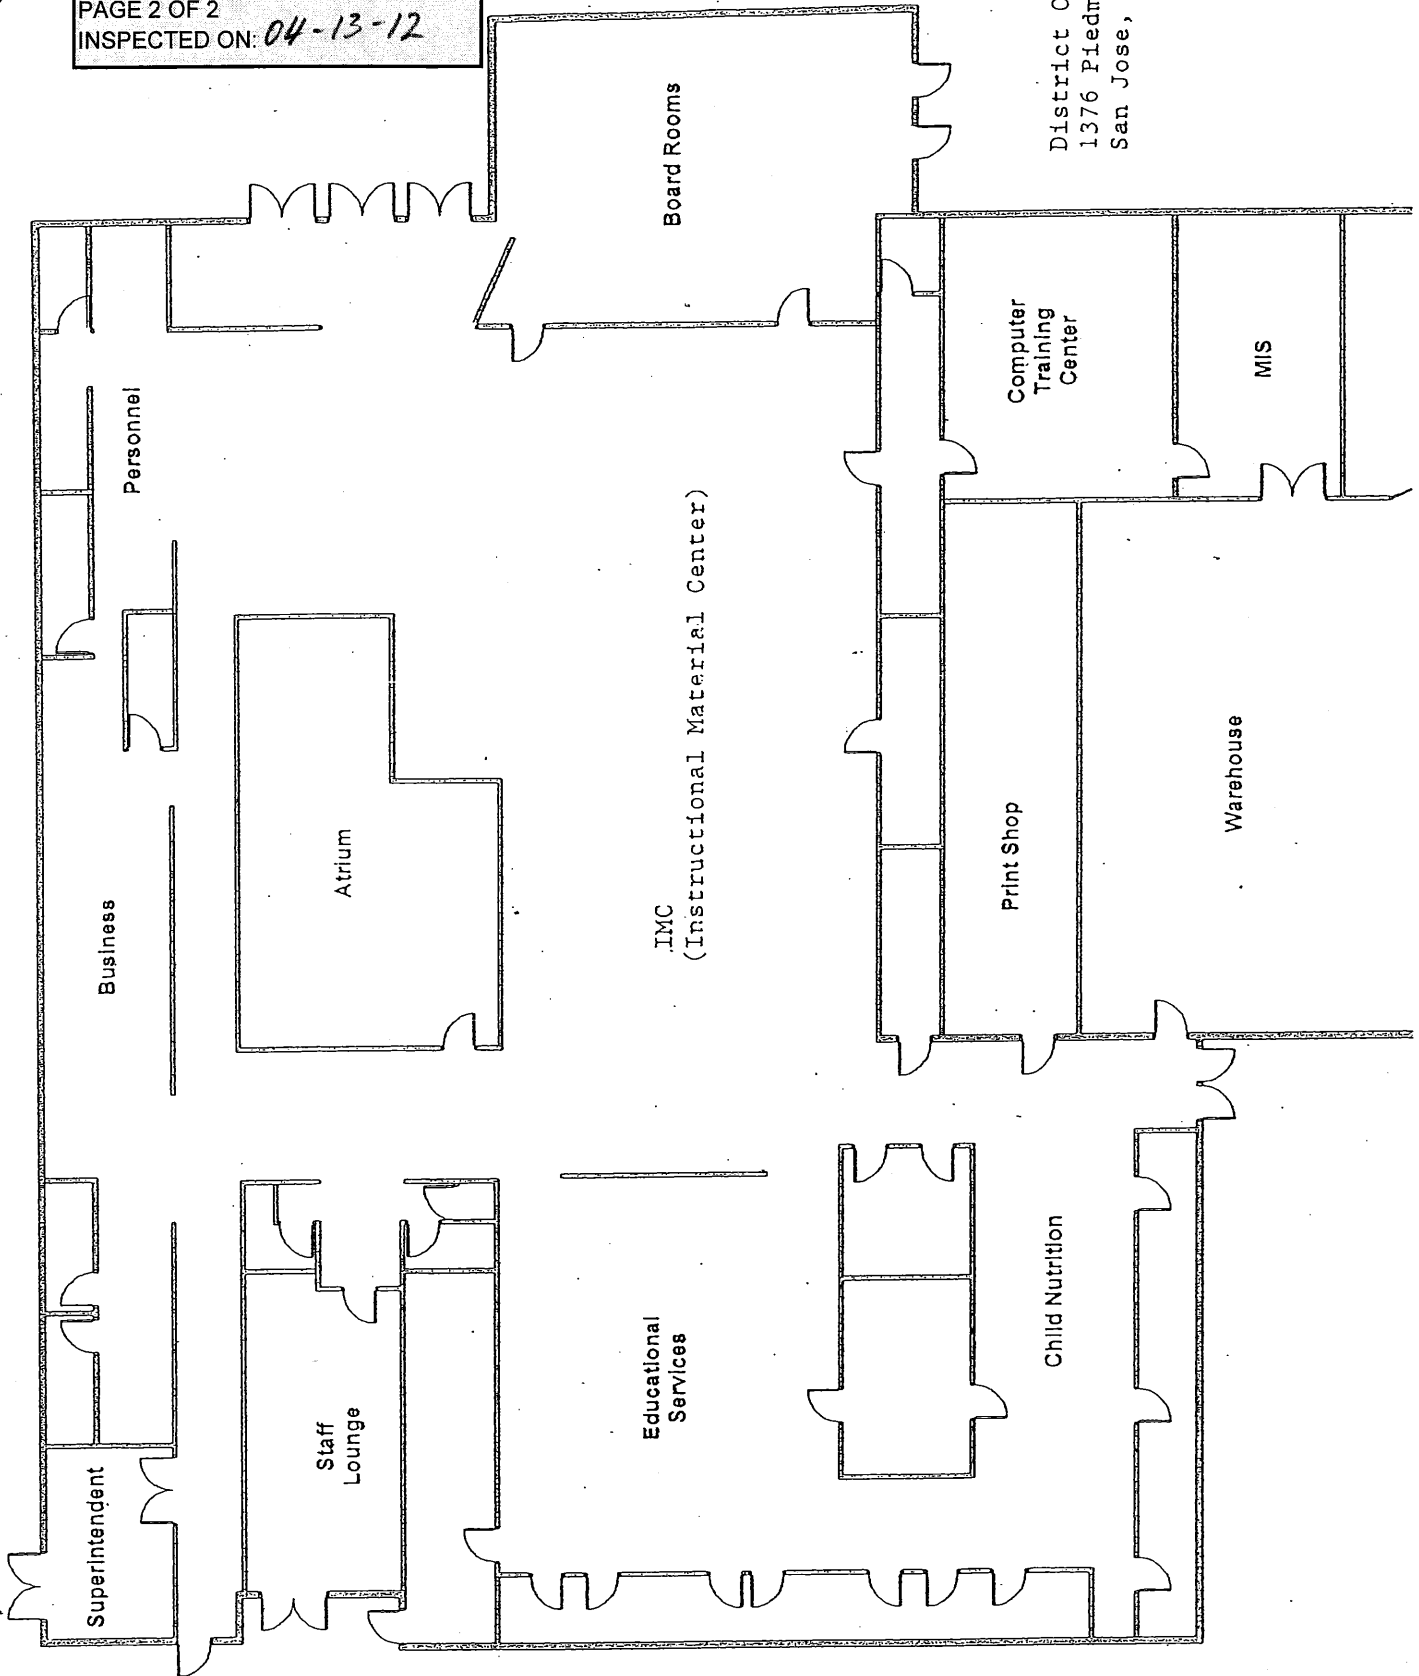 PAGE 2 OF 2
INSPECTED ON: 04-13-12
District
1376
San Jose,
Board Rooms
Personnel
Computer
Training
Center
MIS
IMC
(Instructional Material Center)
Atrium
Business
Print Shop
Warehouse
Superintendent
Staff
Lounge
Educational
Services
Child Nutrition